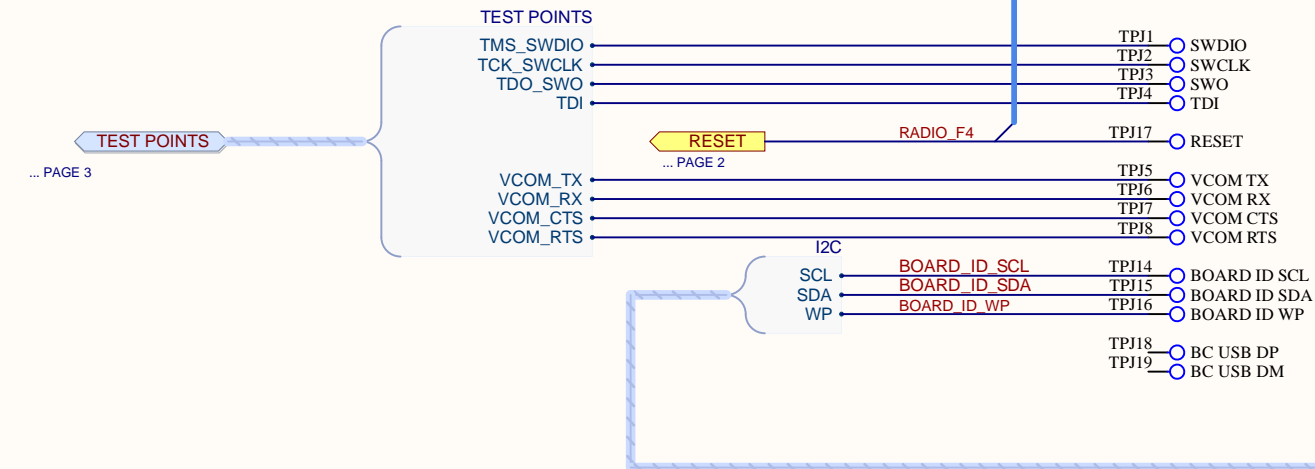 TEST POINTS
TMS_SWDIO TPJ1 SWDIO
TCK_SWCLK TPJ2 SWCLK
TDO_SWO TPJ3 SWO
TDI TPJ4 TDI
TEST POINTS RESET RADIO_F4 TPJ17 RESET
... PAGE 3 ... PAGE 2
VCOM_TX TPJ5 VCOM TX
VCOM_RX TPJ6 VCOM RX
VCOM_CTS TPJ7 VCOM CTS
VCOM_RTS TPJ8 VCOM RTS
I2C
SCL BOARD_ID_SCL TPJ14 BOARD ID SCL
SDA BOARD_ID_SDA TPJ15 BOARD ID SDA
WP BOARD_ID_WP TPJ16 BOARD ID WP
TPJ18 BC USB DP
TPJ19 BC USB DM